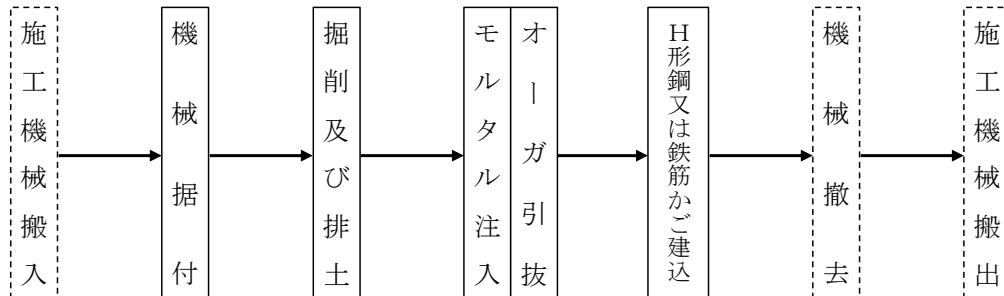 施工機械搬入
機械据付
掘削及び排土
モルタル注入
オーガ引抜
H形鋼又は鉄筋かご建込
機械撤去
施工機械搬出